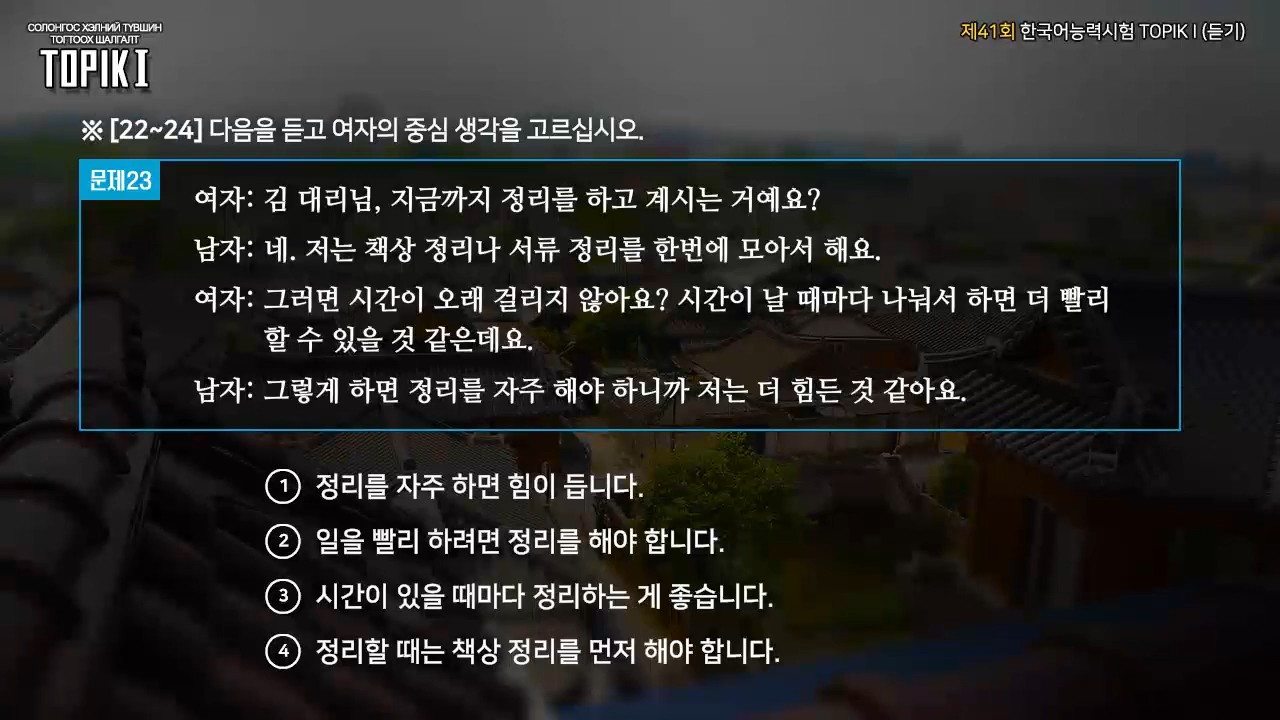 СОЛОНГОС ХЭЛНИЙ ТҮВШИН
ТОГТООХ ШАЛГАЛТ
TOPIK I
제41회 한국어능력시험 TOPIK I (듣기)
※ [22~24] 다음을 듣고 여자의 중심 생각을 고르십시오.
문제23
여자: 김 대리님, 지금까지 정리를 하고 계시는 거예요?
남자: 네. 저는 책상 정리나 서류 정리를 한번에 모아서 해요.
여자: 그러면 시간이 오래 걸리지 않아요? 시간이 날 때마다 나눠서 하면 더 빨리
할 수 있을 것 같은데요.
남자: 그렇게 하면 정리를 자주 해야 하니까 저는 더 힘든 것 같아요.
① 정리를 자주 하면 힘이 듭니다.
② 일을 빨리 하려면 정리를 해야 합니다.
③ 시간이 있을 때마다 정리하는 게 좋습니다.
④ 정리할 때는 책상 정리를 먼저 해야 합니다.